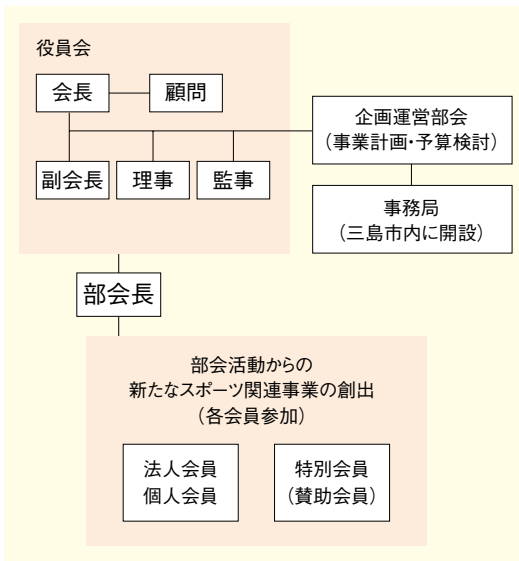 役員会
会長
顧問
副会長
理事
監事
企画運営部会
（事業計画・予算検討）
事務局
（三島市内に開設）
部会長
部会活動からの
新たなスポーツ関連事業の創出
（各会員参加）
法人会員
個人会員
特別会員
（賛助会員）